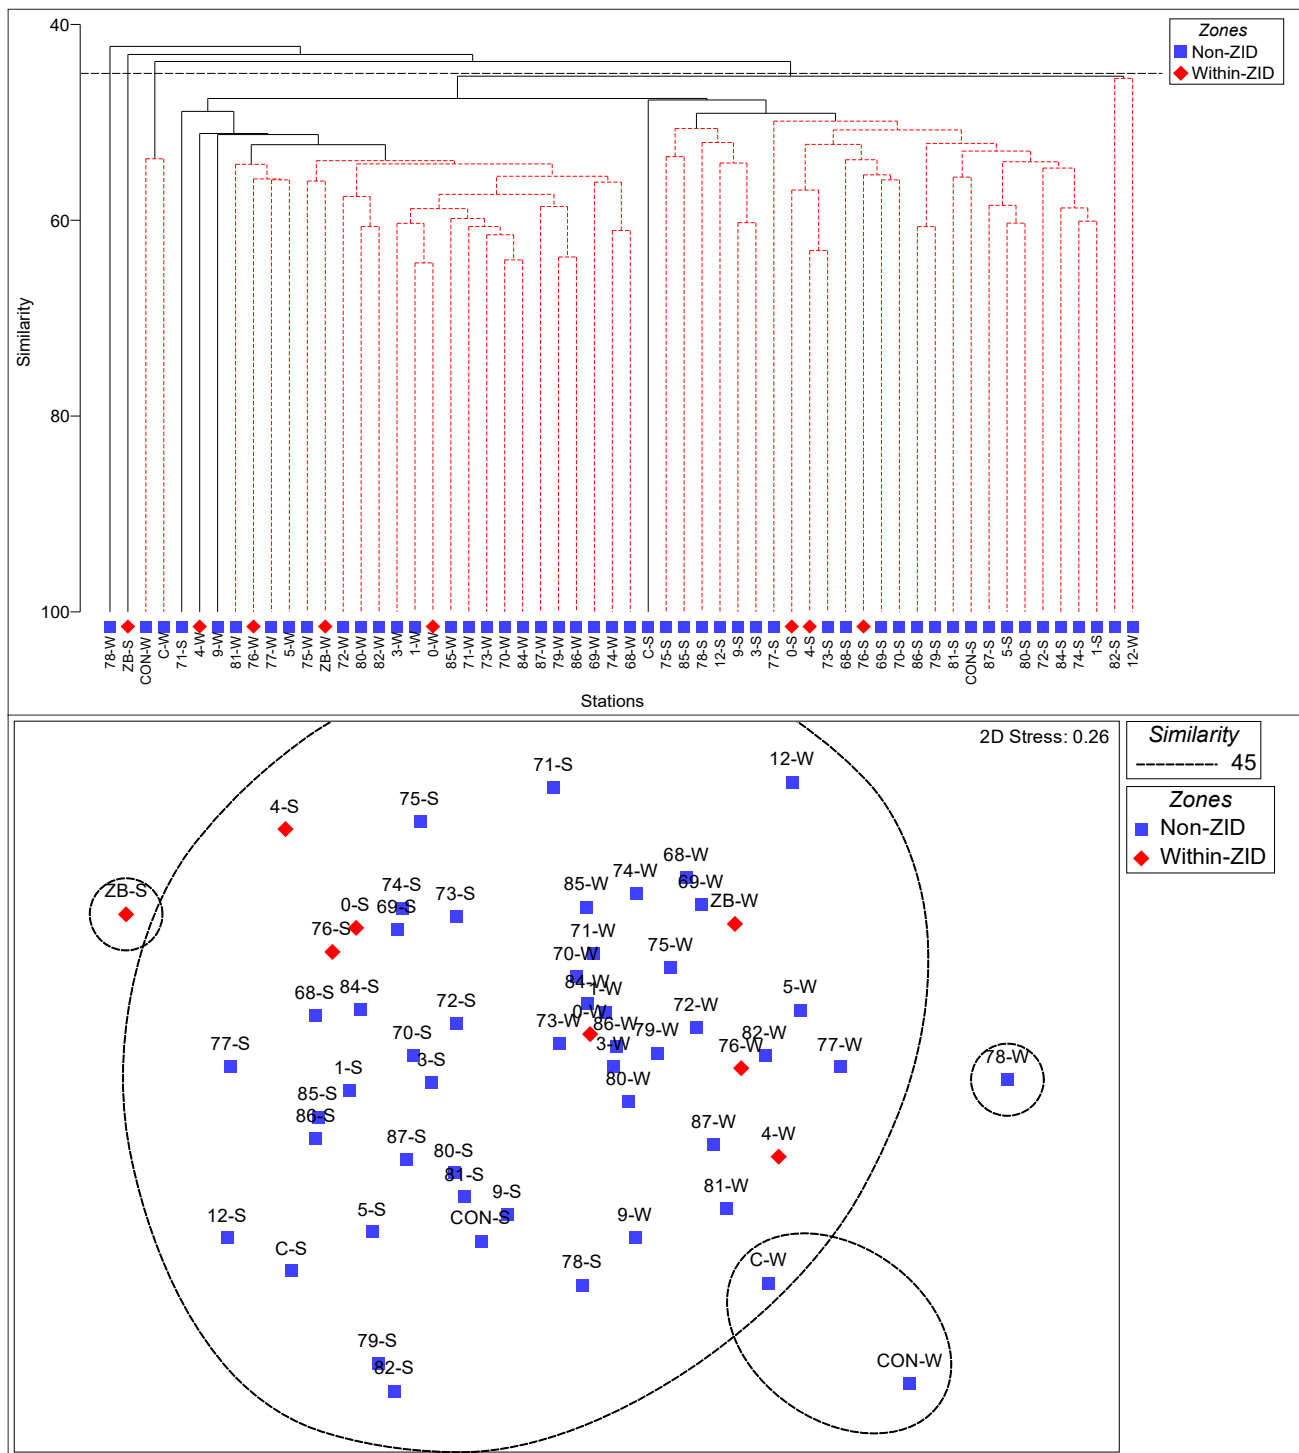 40
60
80
100
Similarity
Zones
Non-ZID
Within-ZID
78-W
ZB-S
CON-W
C-W
71-S
4-W
9-W
81-W
76-W
77-W
5-W
75-W
ZB-W
72-W
80-W
82-W
3-W
1-W
0-W
85-W
71-W
73-W
70-W
84-W
87-W
79-W
86-W
69-W
74-W
68-W
C-S
75-S
85-S
78-S
12-S
9-S
3-S
77-S
0-S
4-S
73-S
68-S
76-S
69-S
70-S
86-S
79-S
81-S
CON-S
87-S
5-S
80-S
72-S
84-S
74-S
1-S
82-S
12-W
Stations
2D Stress: 0.26
Similarity
45
Zones
Non-ZID
Within-ZID
71-S
12-W
4-S
75-S
68-W
74-W
69-W
ZB-S
74-S
73-S
85-W
ZB-W
0-S
69-S
76-S
71-W
75-W
70-W
84-W
1-W
5-W
68-S
84-S
72-S
0-W
72-W
73-W
86-W
79-W
82-W
70-S
3-W
76-W
77-W
78-W
77-S
3-S
1-S
80-W
85-S
86-S
87-W
4-W
87-S
80-S
81-S
81-W
9-S
12-S
5-S
CON-S
9-W
C-S
78-S
C-W
79-S
82-S
CON-W